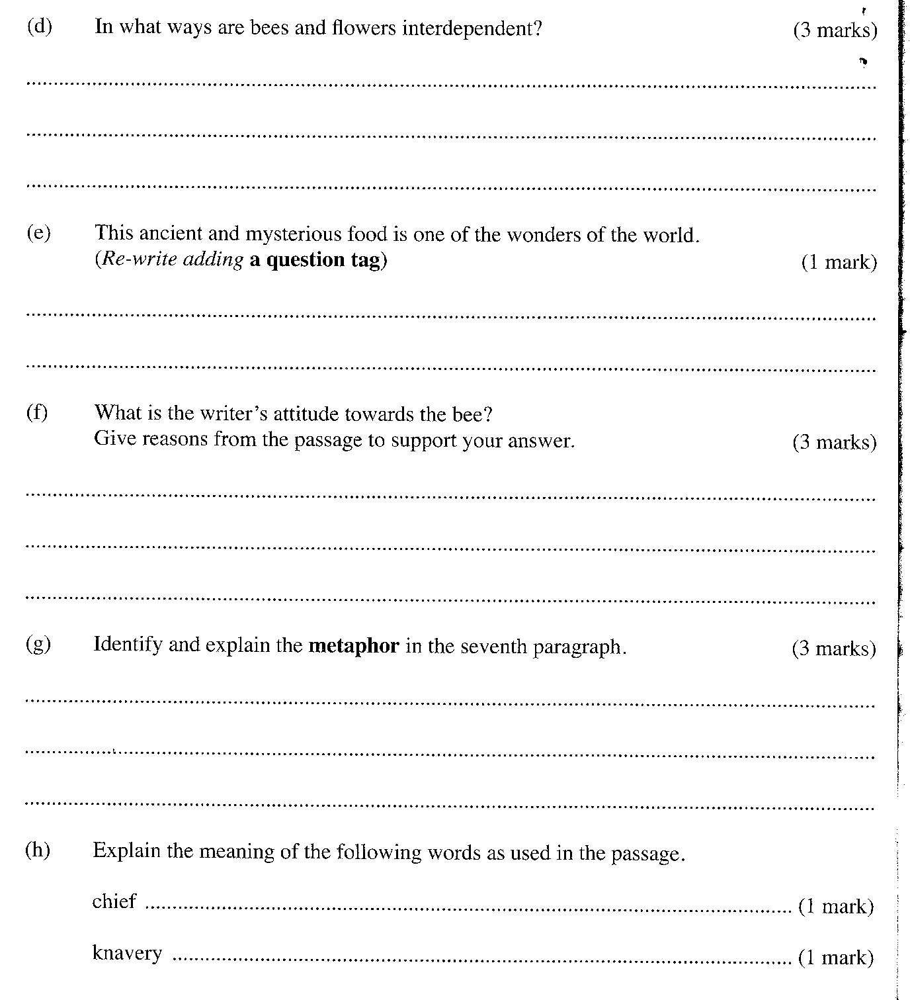 (d) In what ways are bees and flowers interdependent? (3 marks)
(e) This ancient and mysterious food is one of the wonders of the world.
(Re-write adding a question tag) (1 mark)
(f) What is the writer's attitude towards the bee?
Give reasons from the passage to support your answer. (3 marks)
(g) Identify and explain the metaphor in the seventh paragraph. (3 marks)
(h) Explain the meaning of the following words as used in the passage.
chief ........................................ (1 mark)
knavery ........................................ (1 mark)